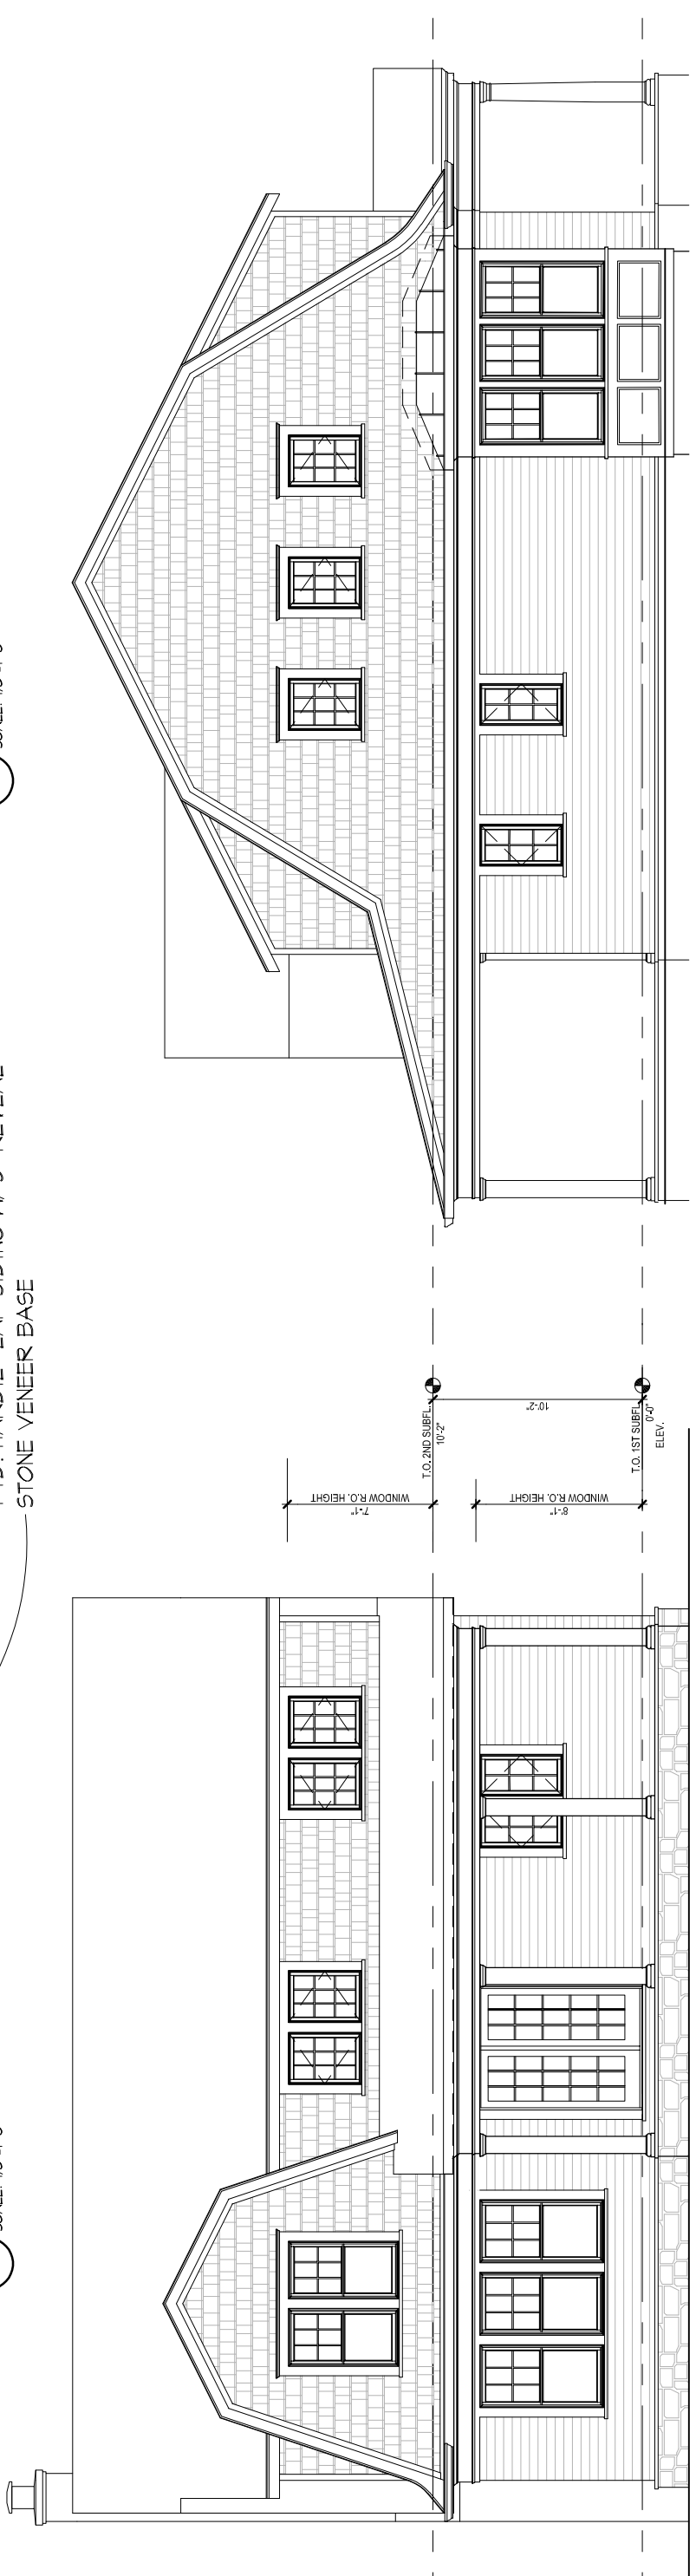 STONE VENEER BASE
T.O. 2ND SUBFL.
10'-2"
T.O. 1ST SUBFL.
0'-0"
ELEV.
10'-2"
WINDOW R.O. HEIGHT
7'-1"
WINDOW R.O. HEIGHT
8'-1"